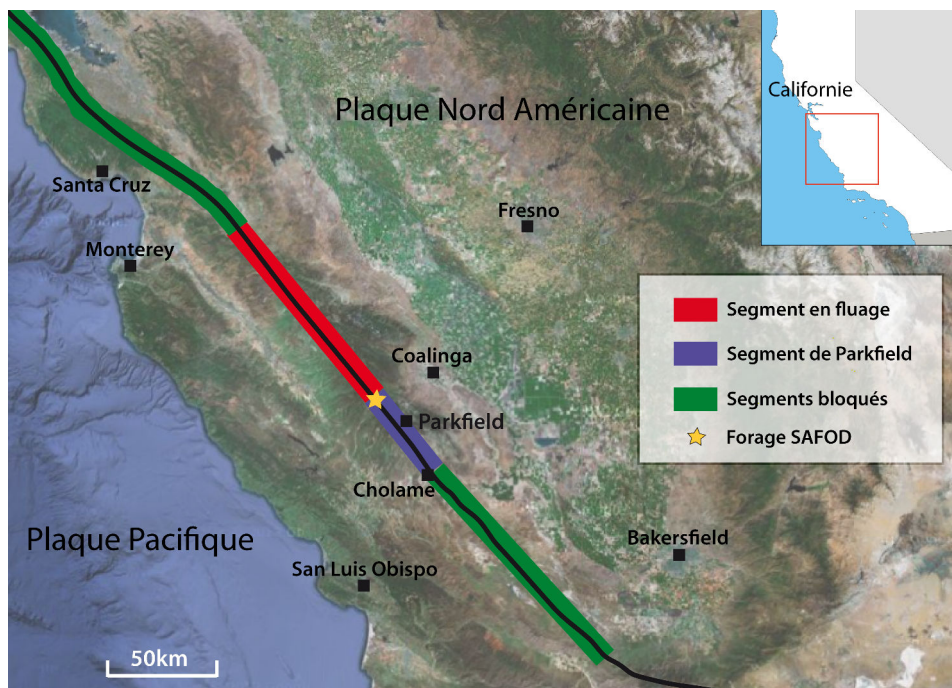 Plaque Nord Américaine
Californie
Santa Cruz
Fresno
Monterey
Segment en fluage
Coalinga
Segment de Parkfield
Segments bloqués
Parkfield
Forage SAFOD
Cholame
Plaque Pacifique
Bakersfield
San Luis Obispo
50km